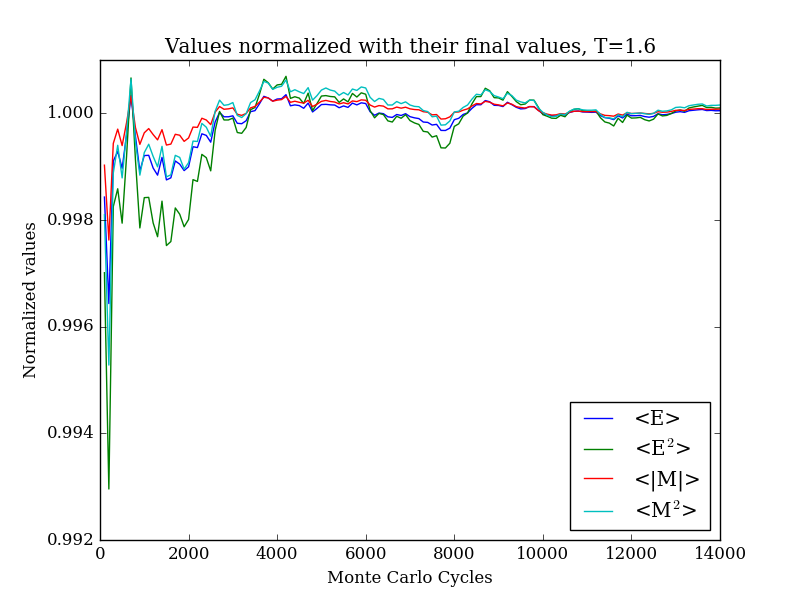 Values normalized with their final values, T=1.6
1.000
0.998
0.996
0.994
0.992
Normalized values
0 2000 4000 6000 8000 10000 12000 14000
Monte Carlo Cycles
<E>
<E²>
<|M|>
<M²>